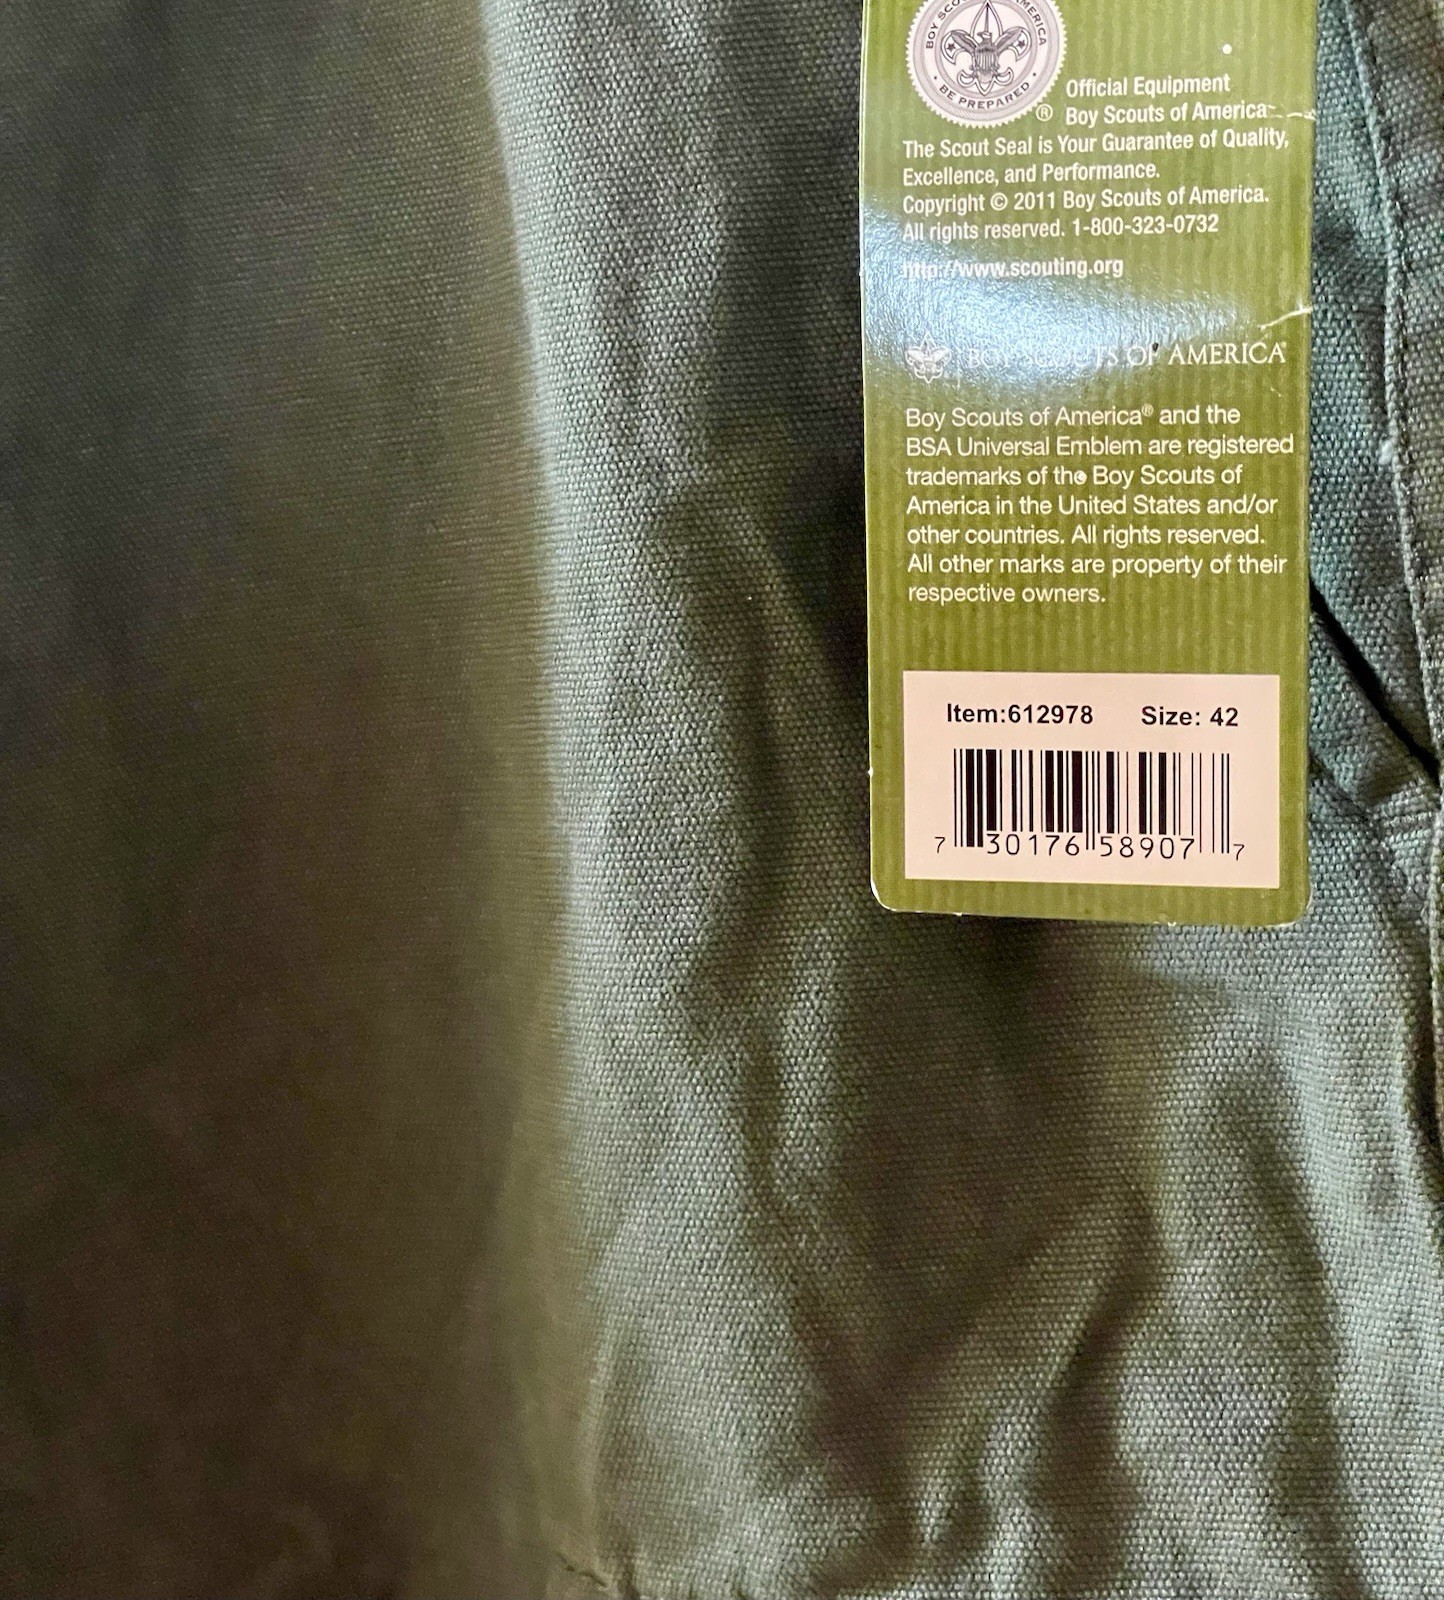 BOY SCOUTS OF AMERICA
• BE PREPARED •
®
Official Equipment
Boy Scouts of America
The Scout Seal is Your Guarantee of Quality,
Excellence, and Performance.
Copyright © 2011 Boy Scouts of America.
All rights reserved. 1-800-323-0732
http://www.scouting.org
BOY SCOUTS OF AMERICA
Boy Scouts of America® and the
BSA Universal Emblem are registered
trademarks of the Boy Scouts of
America in the United States and/or
other countries. All rights reserved.
All other marks are property of their
respective owners.
Item:612978 Size: 42
7 30176 58907 7